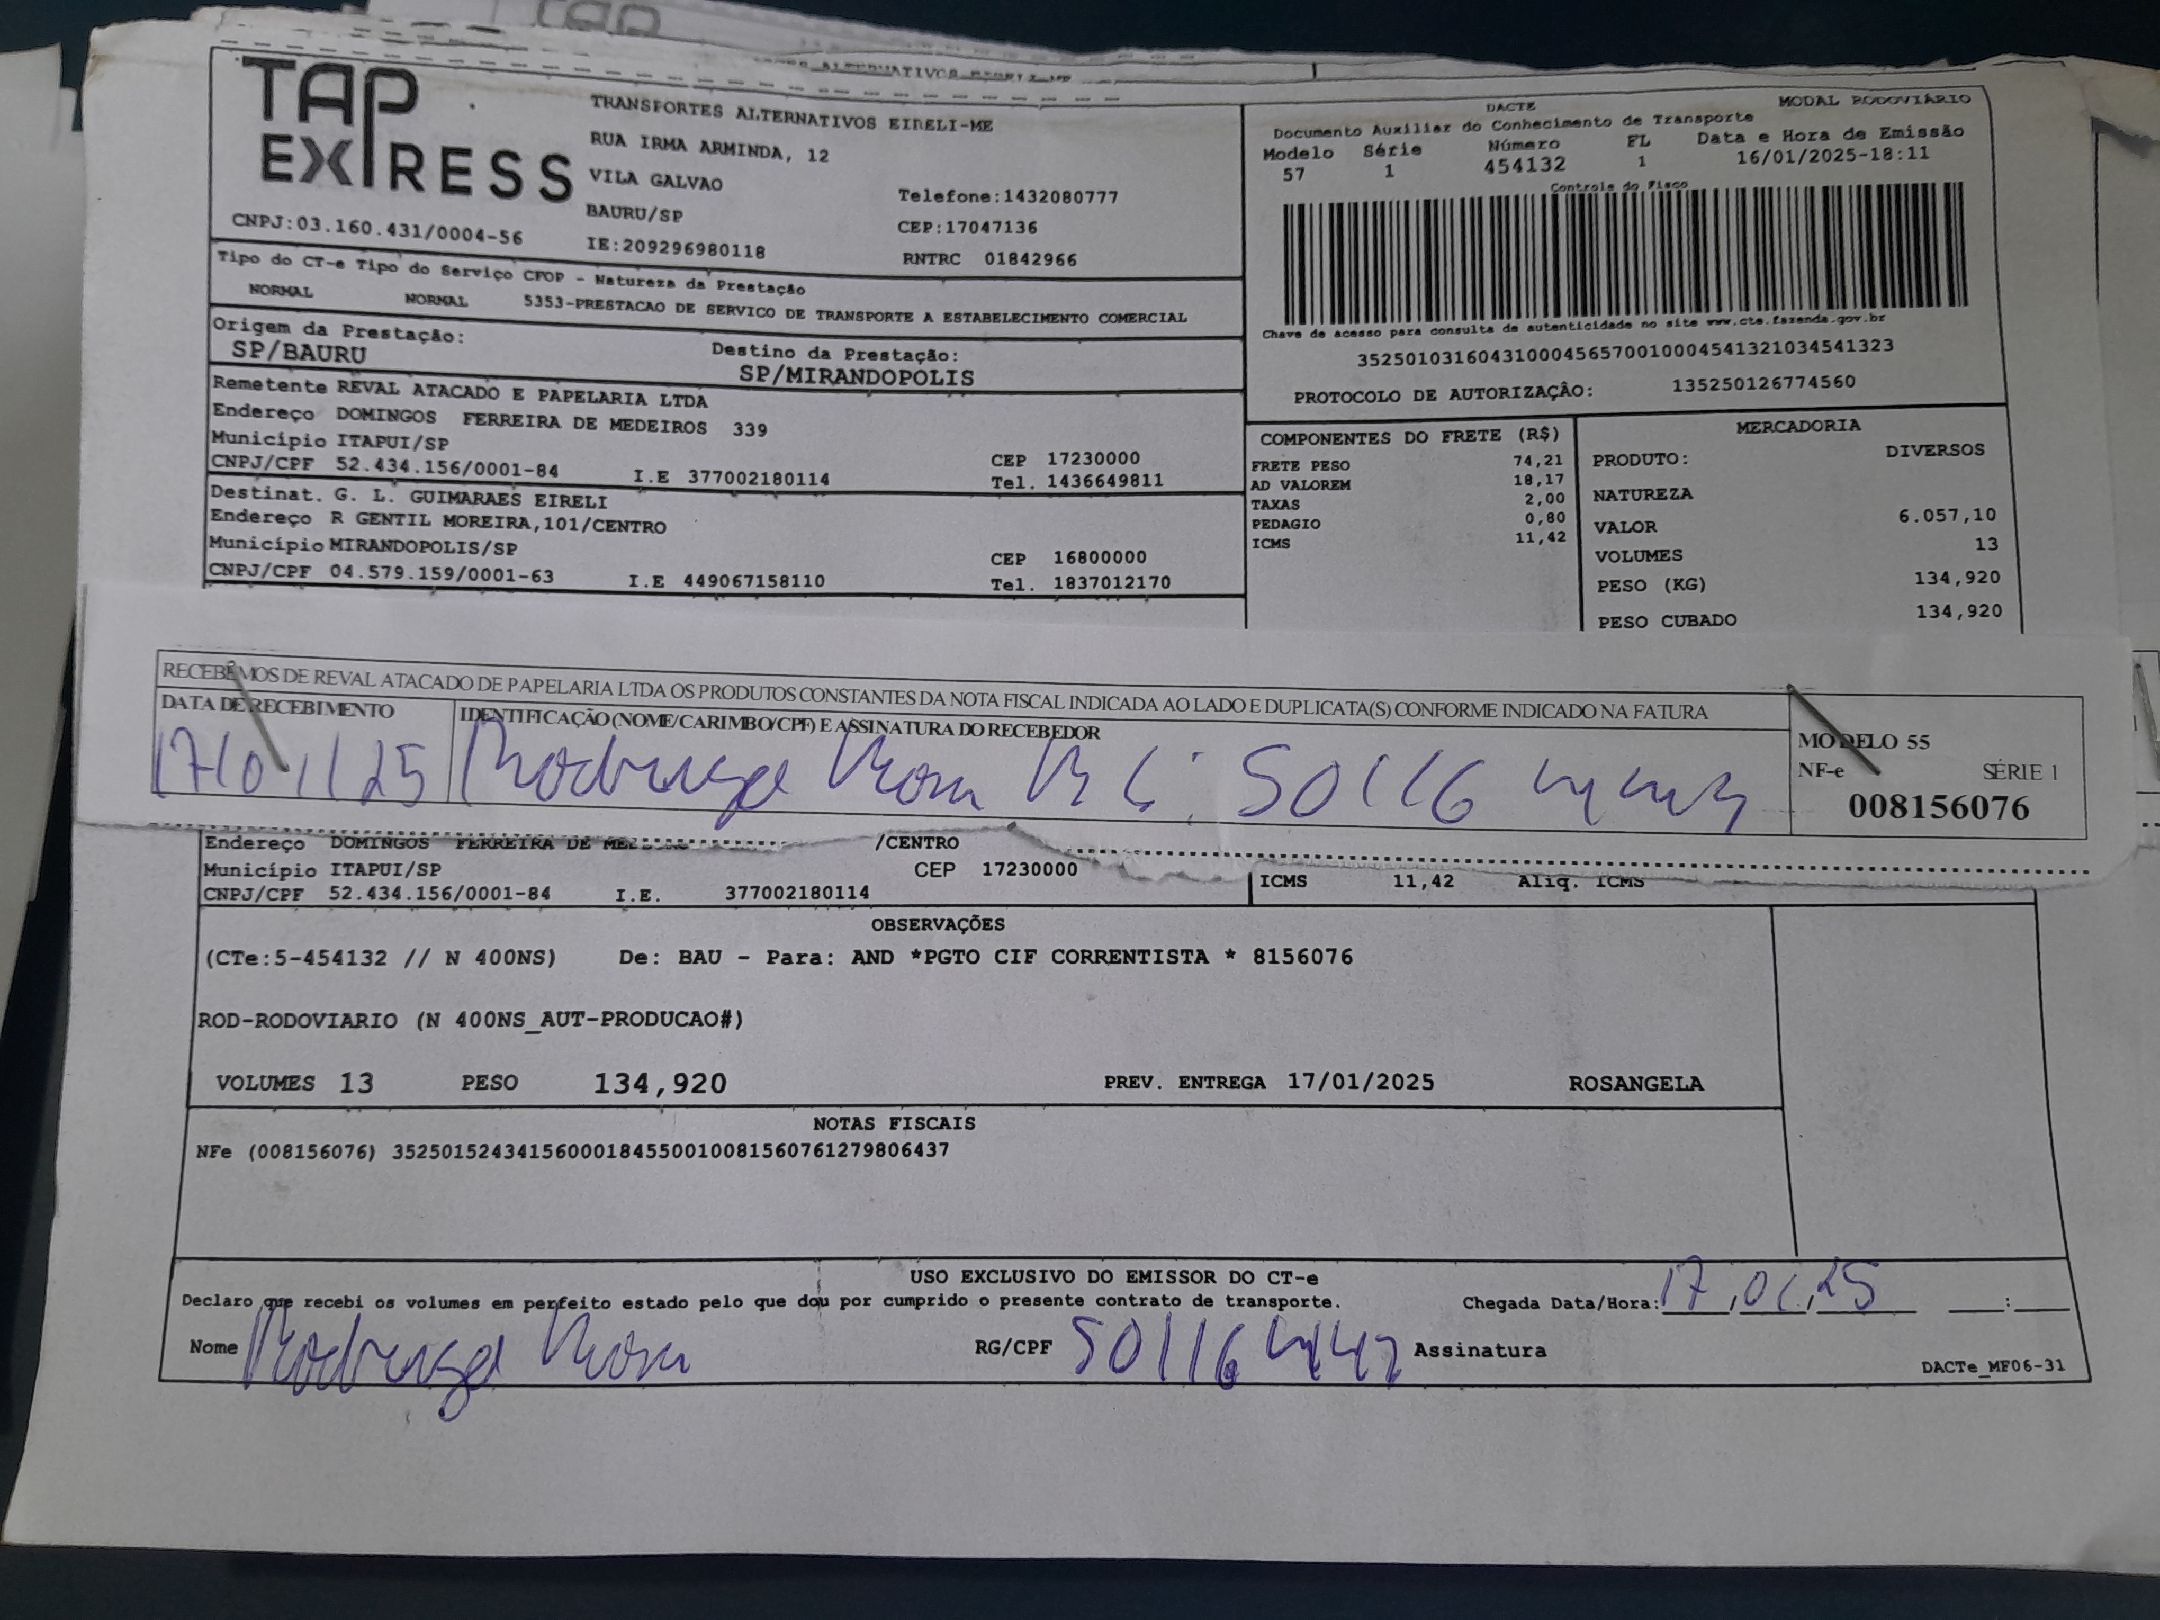 TAP
EXPRESS
CNPJ:03.160.431/0004-56
TRANSPORTES ALTERNATIVOS EIRELI-ME
RUA IRMA ARMINDA, 12
VILA GALVAO
BAURU/SP
IE:209296980118
Telefone:1432080777
CEP:17047136
RNTRC 01842966
DACTE MODAL RODOVIÁRIO
Documento Auxiliar do Conhecimento de Transporte
Modelo Série Número FL Data e Hora de Emissão
57 1 454132 1 16/01/2025-18:11
Controle do Fisco
Chave de acesso para consulta de autenticidade no site www.cte.fazenda.gov.br
35250103160431000456570010004541321034541323
PROTOCOLO DE AUTORIZAÇÃO: 135250126774560
Tipo do CT-e Tipo do Serviço CFOP - Natureza da Prestação
NORMAL NORMAL 5353-PRESTACAO DE SERVICO DE TRANSPORTE A ESTABELECIMENTO COMERCIAL
Origem da Prestação: Destino da Prestação:
SP/BAURU SP/MIRANDOPOLIS
Remetente REVAL ATACADO E PAPELARIA LTDA
Endereço DOMINGOS FERREIRA DE MEDEIROS 339
Município ITAPUI/SP CEP 17230000
CNPJ/CPF 52.434.156/0001-84 I.E 377002180114 Tel. 1436649811
Destinat. G. L. GUIMARAES EIRELI
Endereço R GENTIL MOREIRA,101/CENTRO
Município MIRANDOPOLIS/SP CEP 16800000
CNPJ/CPF 04.579.159/0001-63 I.E 449067158110 Tel. 1837012170
COMPONENTES DO FRETE (R$)
FRETE PESO 74,21
AD VALOREM 18,17
TAXAS 2,00
PEDAGIO 0,80
ICMS 11,42
MERCADORIA
PRODUTO: DIVERSOS
NATUREZA
VALOR 6.057,10
VOLUMES 13
PESO (KG) 134,920
PESO CUBADO 134,920
RECEBEMOS DE REVAL ATACADO DE PAPELARIA LTDA OS PRODUTOS CONSTANTES DA NOTA FISCAL INDICADA AO LADO E DUPLICATA(S) CONFORME INDICADO NA FATURA
DATA DE RECEBIMENTO IDENTIFICAÇÃO (NOME/CARIMBO/CPF) E ASSINATURA DO RECEBEDOR
17/01/25 50116
MODELO 55
NF-e SÉRIE 1
008156076
Endereço DOMINGOS FERREIRA DE /CENTRO
Município ITAPUI/SP CEP 17230000
CNPJ/CPF 52.434.156/0001-84 I.E. 377002180114
ICMS 11,42 Aliq. ICMS
OBSERVAÇÕES
(CTe:5-454132 // N 400NS) De: BAU - Para: AND *PGTO CIF CORRENTISTA * 8156076
ROD-RODOVIARIO (N 400NS_AUT-PRODUCAO#)
VOLUMES 13 PESO 134,920 PREV. ENTREGA 17/01/2025 ROSANGELA
NOTAS FISCAIS
NFe (008156076) 35250152434156000184550010081560761279806437
USO EXCLUSIVO DO EMISSOR DO CT-e
Declaro que recebi os volumes em perfeito estado pelo que dou por cumprido o presente contrato de transporte. Chegada Data/Hora: 17,01,25 :
Nome RG/CPF 50116 Assinatura
DACTe_MF06-31